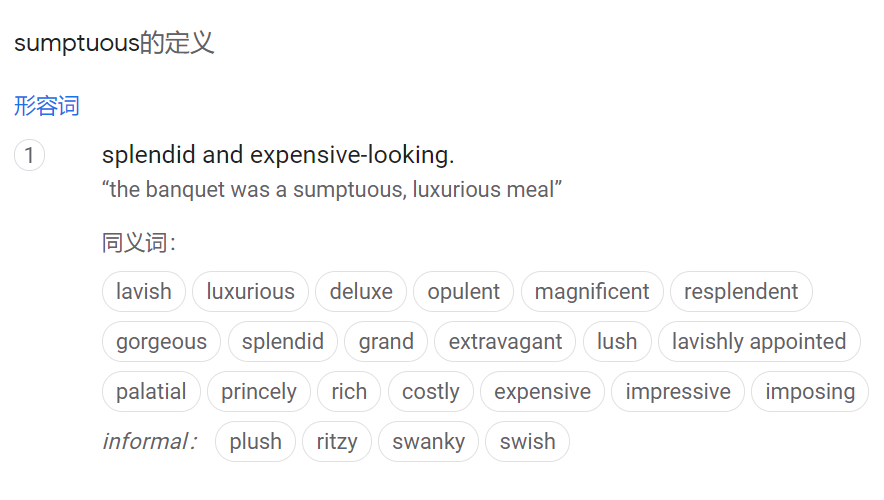 sumptuous的定义
形容词
1 splendid and expensive-looking.
“the banquet was a sumptuous, luxurious meal”
同义词：
lavish luxurious deluxe opulent magnificent resplendent
gorgeous splendid grand extravagant lush lavishly appointed
palatial princely rich costly expensive impressive imposing
informal： plush ritzy swanky swish